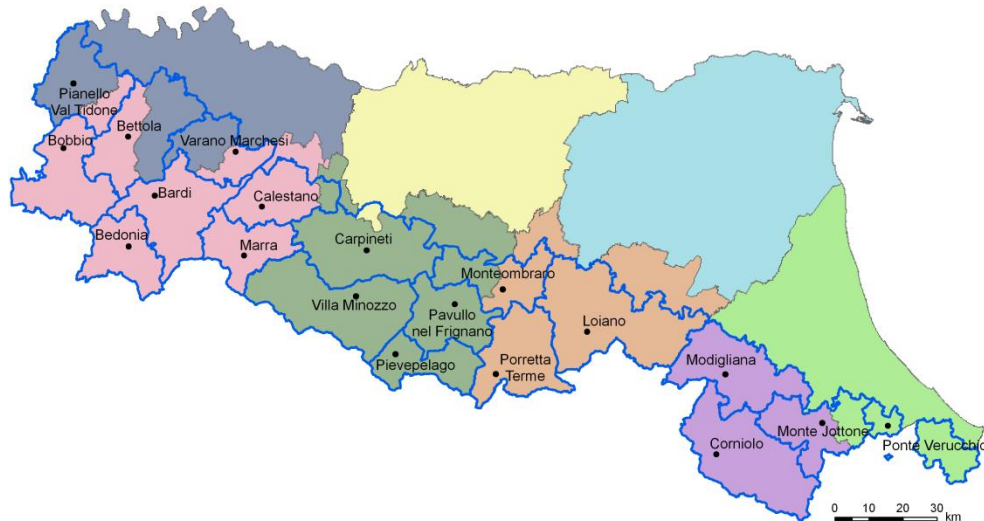 Pianello
Val Tidone
Bettola
Bobbio
Varano Marchesi
Bardi
Calestano
Bedonia
Marra
Carpineti
Monteombraro
Villa Minozzo
Pavullo
nel Frignano
Loiano
Pievepelago
Porretta
Terme
Modigliana
Monte Jottone
Ponte Verucchio
Corniolo
0 5 10 20 30
km